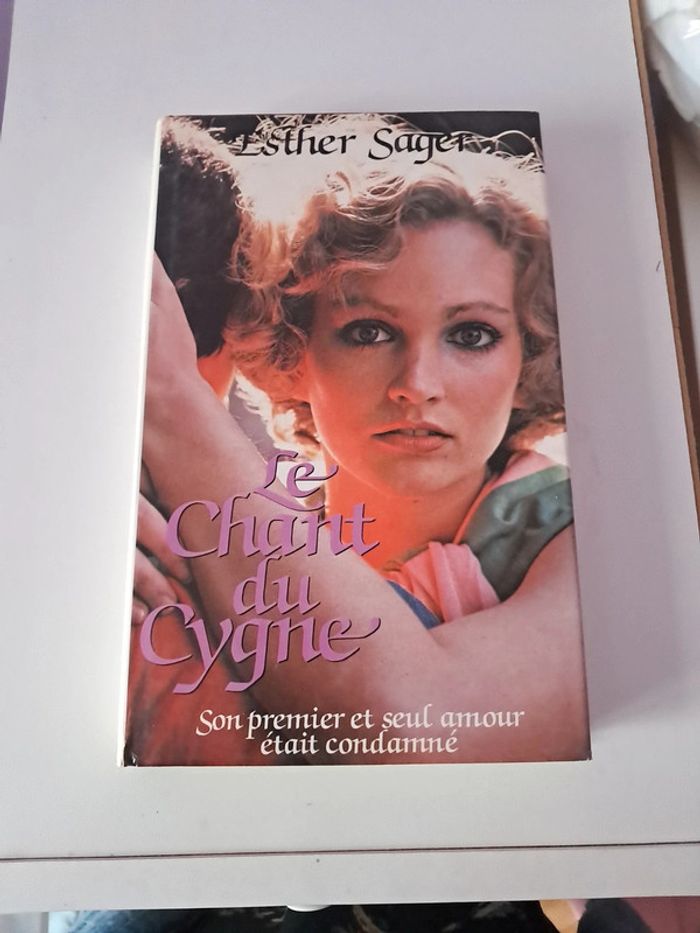 Esther Sager
Le
Chant
du
Cygne
Son premier et seul amour
était condamné